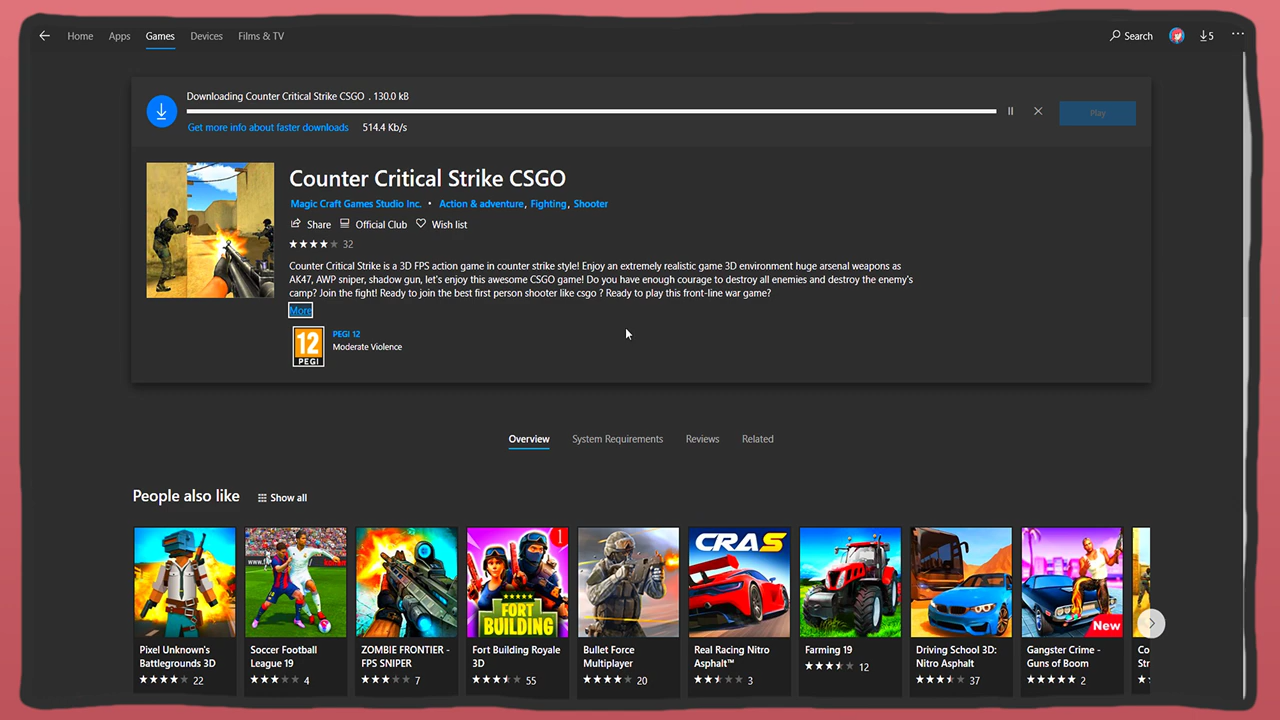 Home Apps Games Devices Films & TV Search 5
Downloading Counter Critical Strike CSGO . 130.0 kB
Play
Get more info about faster downloads 514.4 Kb/s
Counter Critical Strike CSGO
Magic Craft Games Studio Inc. • Action & adventure, Fighting, Shooter
Share Official Club Wish list
32
Counter Critical Strike is a 3D FPS action game in counter strike style! Enjoy an extremely realistic game 3D environment huge arsenal weapons as
AK47, AWP sniper, shadow gun, let's enjoy this awesome CSGO game! Do you have enough courage to destroy all enemies and destroy the enemy's
camp? Join the fight! Ready to join the best first person shooter like csgo ? Ready to play this front-line war game?
More
12
PEGI
PEGI 12
Moderate Violence
Overview System Requirements Reviews Related
People also like Show all
FORT
BUILDING
CRAS
New
Pixel Unknown's
Battlegrounds 3D
22
Soccer Football
League 19
4
ZOMBIE FRONTIER -
FPS SNIPER
7
Fort Building Royale
3D
55
Bullet Force
Multiplayer
20
Real Racing Nitro
Asphalt™
3
Farming 19
12
Driving School 3D:
Nitro Asphalt
37
Gangster Crime -
Guns of Boom
2
Co
Str